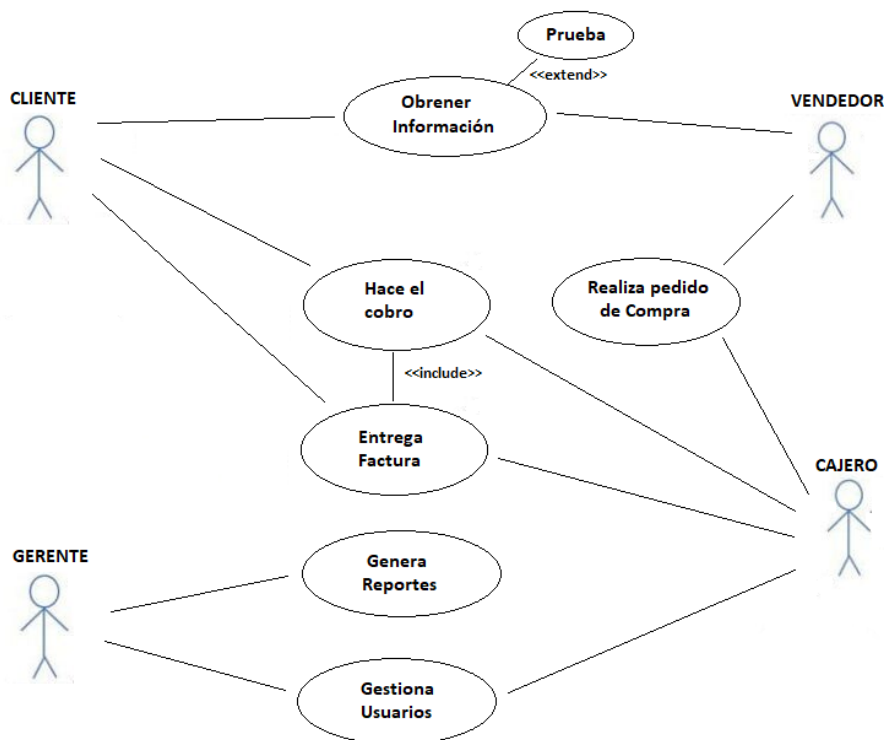 Prueba
<<extend>>
CLIENTE
Obrener
Información
VENDEDOR
Hace el
cobro
Realiza pedido
de Compra
<<include>>
Entrega
Factura
CAJERO
GERENTE
Genera
Reportes
Gestiona
Usuarios